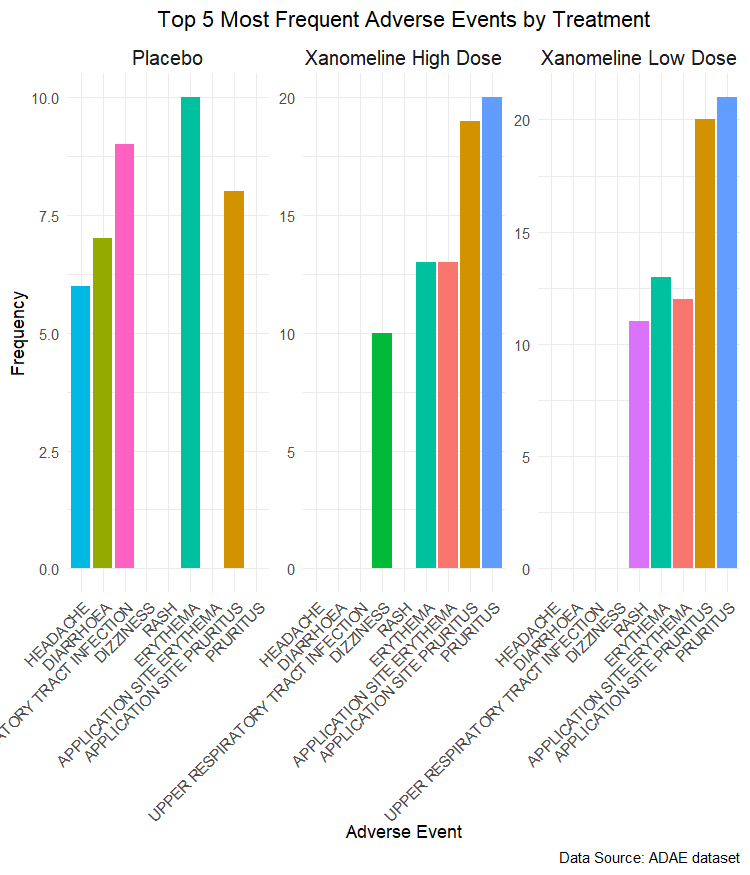 Top 5 Most Frequent Adverse Events by Treatment
Placebo
Xanomeline High Dose
Xanomeline Low Dose
Frequency
10.0
7.5
5.0
2.5
0.0
20
15
10
5
0
20
15
10
5
0
HEADACHE
DIARRHOEA
ATORY TRACT INFECTION
DIZZINESS
RASH
ERYTHEMA
APPLICATION SITE ERYTHEMA
APPLICATION SITE PRURITUS
PRURITUS
HEADACHE
DIARRHOEA
UPPER RESPIRATORY TRACT INFECTION
DIZZINESS
RASH
ERYTHEMA
APPLICATION SITE ERYTHEMA
APPLICATION SITE PRURITUS
PRURITUS
HEADACHE
DIARRHOEA
UPPER RESPIRATORY TRACT INFECTION
DIZZINESS
RASH
ERYTHEMA
APPLICATION SITE ERYTHEMA
APPLICATION SITE PRURITUS
PRURITUS
Adverse Event
Data Source: ADAE dataset